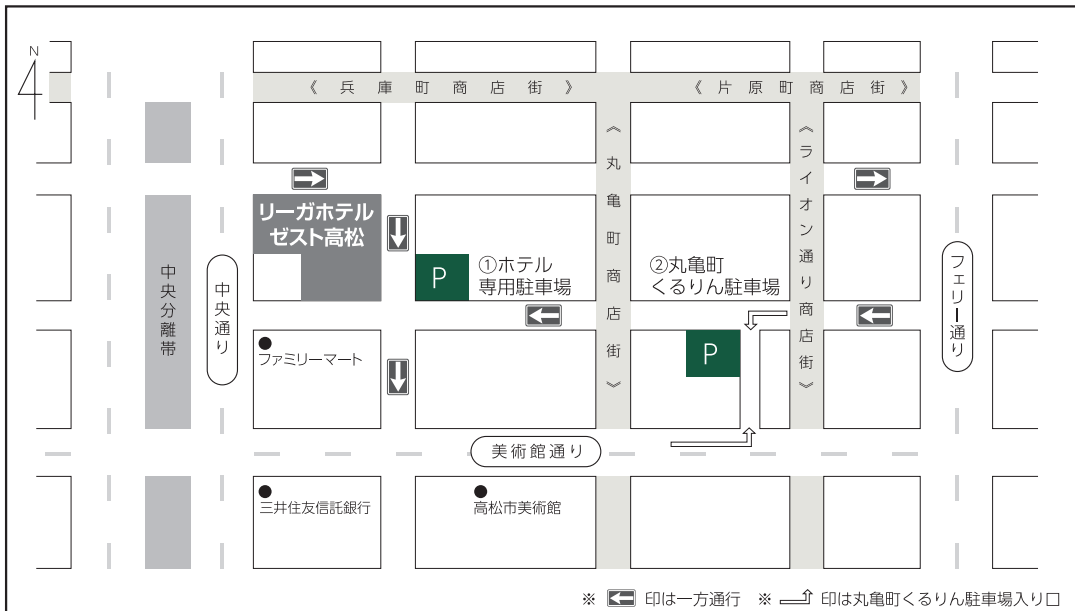 N
《兵庫町商店街》
《片原町商店街》
《丸亀町商店街》
《ライオン通り商店街》
リーガホテル
ゼスト高松
中央分離帯
中央通り
P
①ホテル
専用駐車場
②丸亀町
くるりん駐車場
フェリー通り
ファミリーマート
P
美術館通り
三井住友信託銀行
高松市美術館
※ 印は一方通行 ※ 印は丸亀町くるりん駐車場入り口